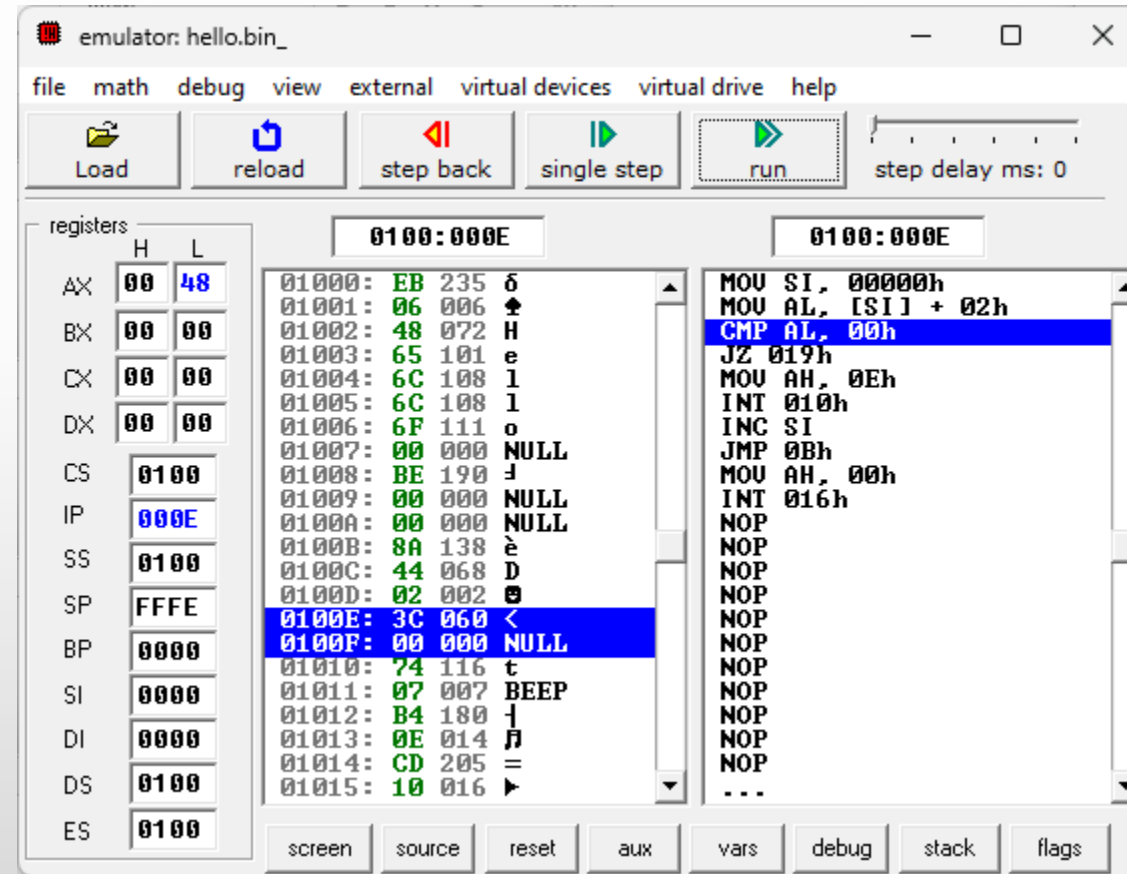 emulator: hello.bin_
file math debug view external virtual devices virtual drive help
Load reload step back single step run step delay ms: 0
registers
H L
AX 00 48
BX 00 00
CX 00 00
DX 00 00
CS 0100
IP 000E
SS 0100
SP FFFE
BP 0000
SI 0000
DI 0000
DS 0100
ES 0100
0100:000E
01000: EB 235 δ
01001: 06 006 ♠
01002: 48 072 H
01003: 65 101 e
01004: 6C 108 l
01005: 6C 108 l
01006: 6F 111 o
01007: 00 000 NULL
01008: BE 190 ╛
01009: 00 000 NULL
0100A: 00 000 NULL
0100B: 8A 138 è
0100C: 44 068 D
0100D: 02 002 ☻
0100E: 3C 060 <
0100F: 00 000 NULL
01010: 74 116 t
01011: 07 007 BEEP
01012: B4 180 ┤
01013: 0E 014 ♫
01014: CD 205 =
01015: 10 016 ►
0100:000E
MOV SI, 00000h
MOV AL, [SI] + 02h
CMP AL, 00h
JZ 019h
MOV AH, 0Eh
INT 010h
INC SI
JMP 0Bh
MOV AH, 00h
INT 016h
NOP
NOP
NOP
NOP
NOP
NOP
NOP
NOP
NOP
NOP
NOP
...
screen source reset aux vars debug stack flags